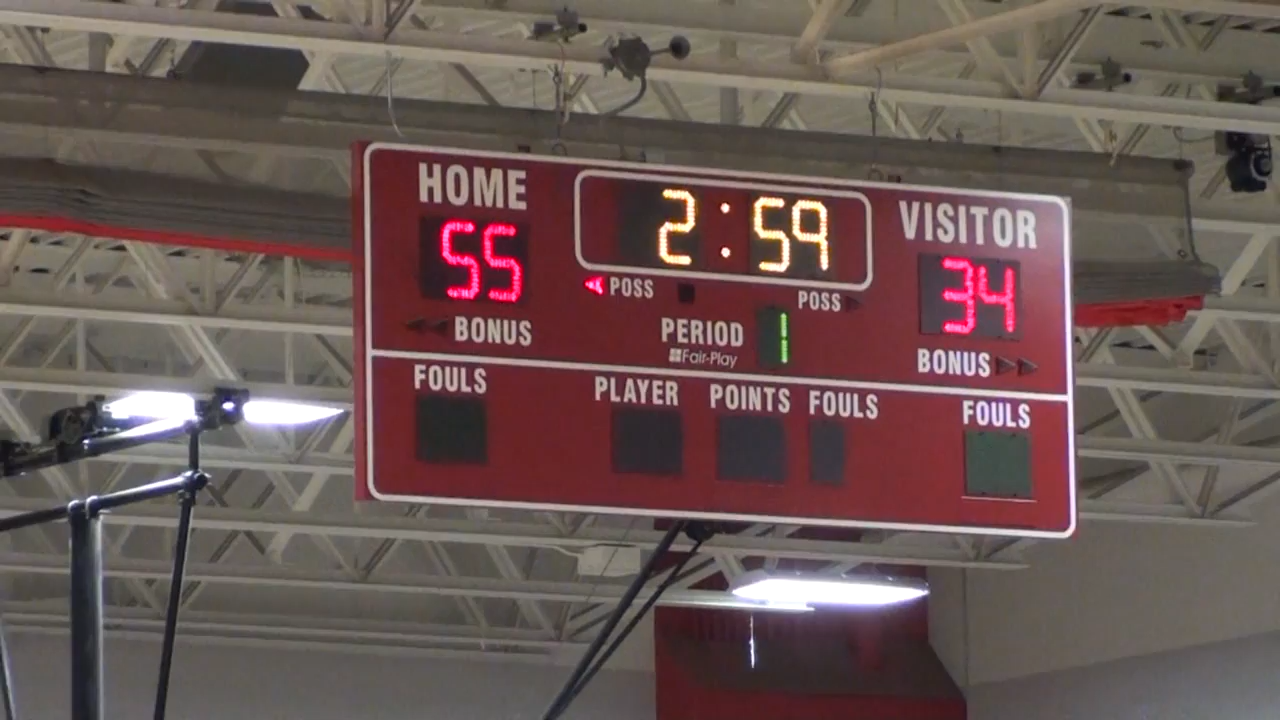 HOME 2:59 VISITOR
55 34
POSS POSS
BONUS PERIOD 1 BONUS
Fair-Play
FOULS PLAYER POINTS FOULS FOULS